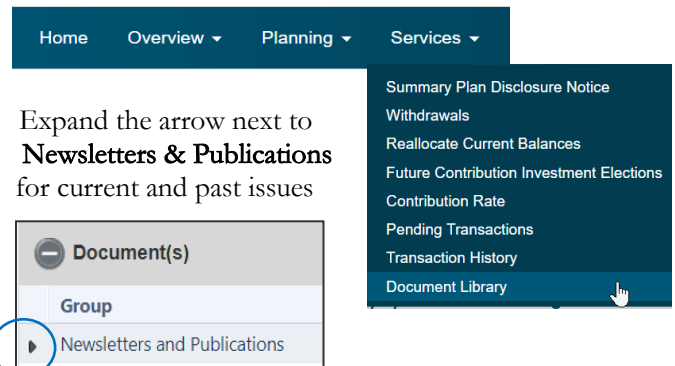 Home Overview Planning Services
Summary Plan Disclosure Notice
Withdrawals
Reallocate Current Balances
Future Contribution Investment Elections
Contribution Rate
Pending Transactions
Transaction History
Document Library
Expand the arrow next to
Newsletters & Publications
for current and past issues
Document(s)
Group
Newsletters and Publications